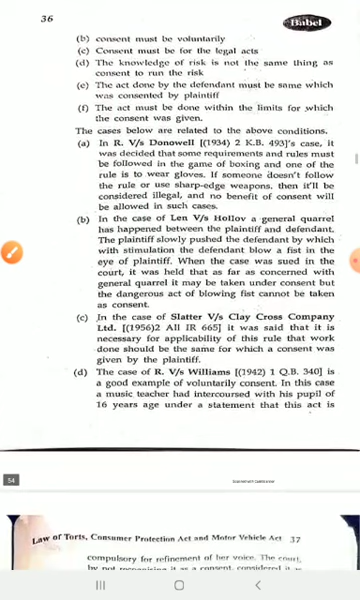 36
Babel
(b) consent must be voluntarily
(c) Consent must be for the legal acts
(d) The knowledge of risk is not the same thing as
consent to run the risk
(e) The act done by the defendant must be same which
was consented by plaintiff
(f) The act must be done within the limits for which
the consent was given.
The cases below are related to the above conditions.
(a) In R. V/s Donowell [(1934) 2 K.B. 493]'s case, it
was decided that some requirements and rules must
be followed in the game of boxing and one of the
rule is to wear gloves. If someone doesn't follow
the rule or use sharp-edge weapons. then it'll be
considered illegal, and no benefit of consent will
be allowed in such cases.
(b) In the case of Len V/s Hollov a general quarrel
has happened between the plaintiff and defendant.
The plaintiff slowly pushed the defendant by which
with stimulation the defendant blow a fist in the
eye of plaintiff. When the case was sued in the
court, it was held that as far as concerned with
general quarrel it may be taken under consent but
the dangerous act of blowing fist cannot be taken
as consent.
(c) In the case of Slatter V/s Clay Cross Company
Ltd. [(1956)2 All IR 665] it was said that it is
necessary for applicability of this rule that work
done should be the same for which a consent was
given by the plaintiff.
(d) The case of R. V/s Williams [(1942) 1 Q.B. 340] is
a good example of voluntarily consent. In this case
a music teacher had intercoursed with his pupil of
16 years age under a statement that this act is
54
Law of Torts, Consumer Protection Act and Motor Vehicle Act 37
compulsory for refinement of her voice. The court,
by not recognising it as a consent, considered it as